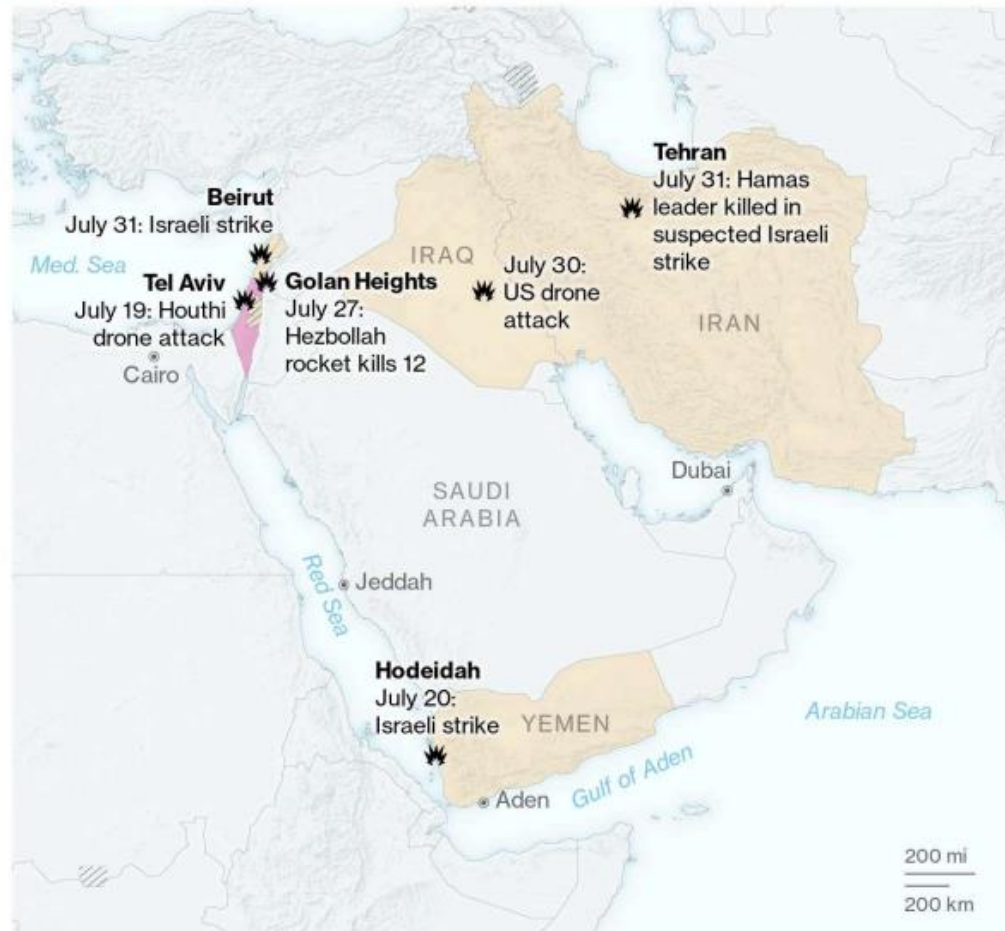 Tehran
July 31: Hamas
leader killed in
suspected Israeli
strike
Beirut
July 31: Israeli strike
IRAQ
July 30:
US drone
attack
Med. Sea
Tel Aviv
July 19: Houthi
drone attack
Golan Heights
July 27:
Hezbollah
rocket kills 12
IRAN
Cairo
Dubai
SAUDI
ARABIA
Red Sea
Jeddah
Hodeidah
July 20:
Israeli strike
YEMEN
Arabian Sea
Aden
Gulf of Aden
200 mi
200 km